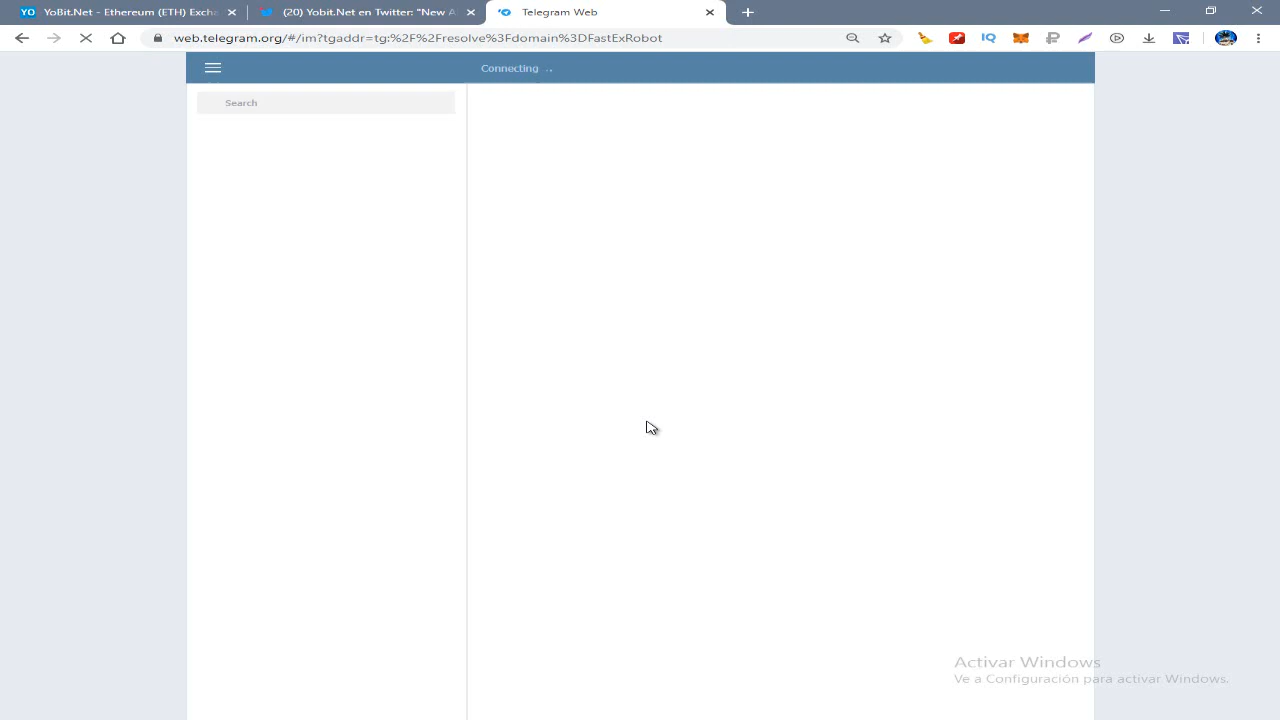 YoBit.Net - Ethereum (ETH) Excha
(20) Yobit.Net en Twitter: "New A
Telegram Web
web.telegram.org/#/im?tgaddr=tg:%2F%2Fresolve%3Fdomain%3DFastExRobot
Connecting ..
Search
Activar Windows
Ve a Configuración para activar Windows.